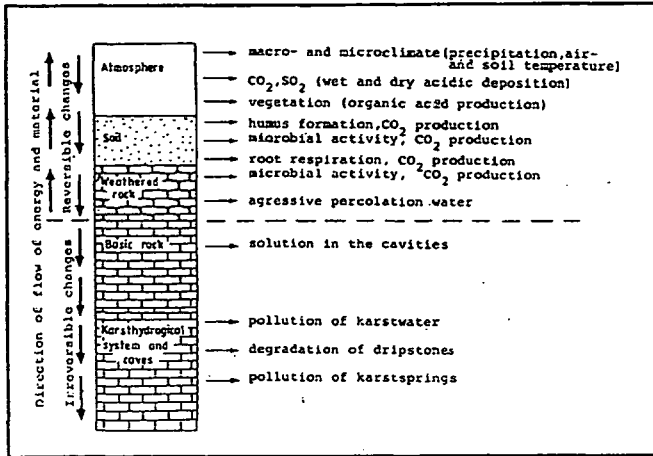 Direction of flow of energy and material
Reversible changes
Irreversible changes
Atmosphere
Soil
Weathered
rock
Basic rock
Karsthydrogical
system and
caves
macro- and microclimate(precipitation,air-
and soil temperature)
CO2,SO2 (wet and dry acidic deposition)
vegetation (organic acid production)
humus formation,CO2 production
microbial activity, CO2 production
root respiration, CO2 production
microbial activity, CO2 production
agressive percolation water
solution in the cavities
pollution of karstwater
degradation of dripstones
pollution of karstsprings